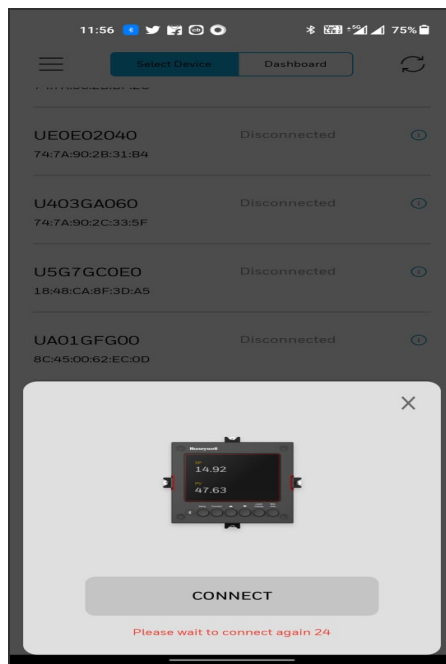 11:56
75%
Select Device
Dashboard
UE0E02040
Disconnected
74:7A:90:2B:31:B4
U403GA060
Disconnected
74:7A:90:2C:33:5F
U5G7GC0E0
Disconnected
18:48:CA:8F:3D:A5
UA01GFG00
Disconnected
8C:45:00:62:EC:0D
Honeywell
14.92
47.63
CONNECT
Please wait to connect again 24